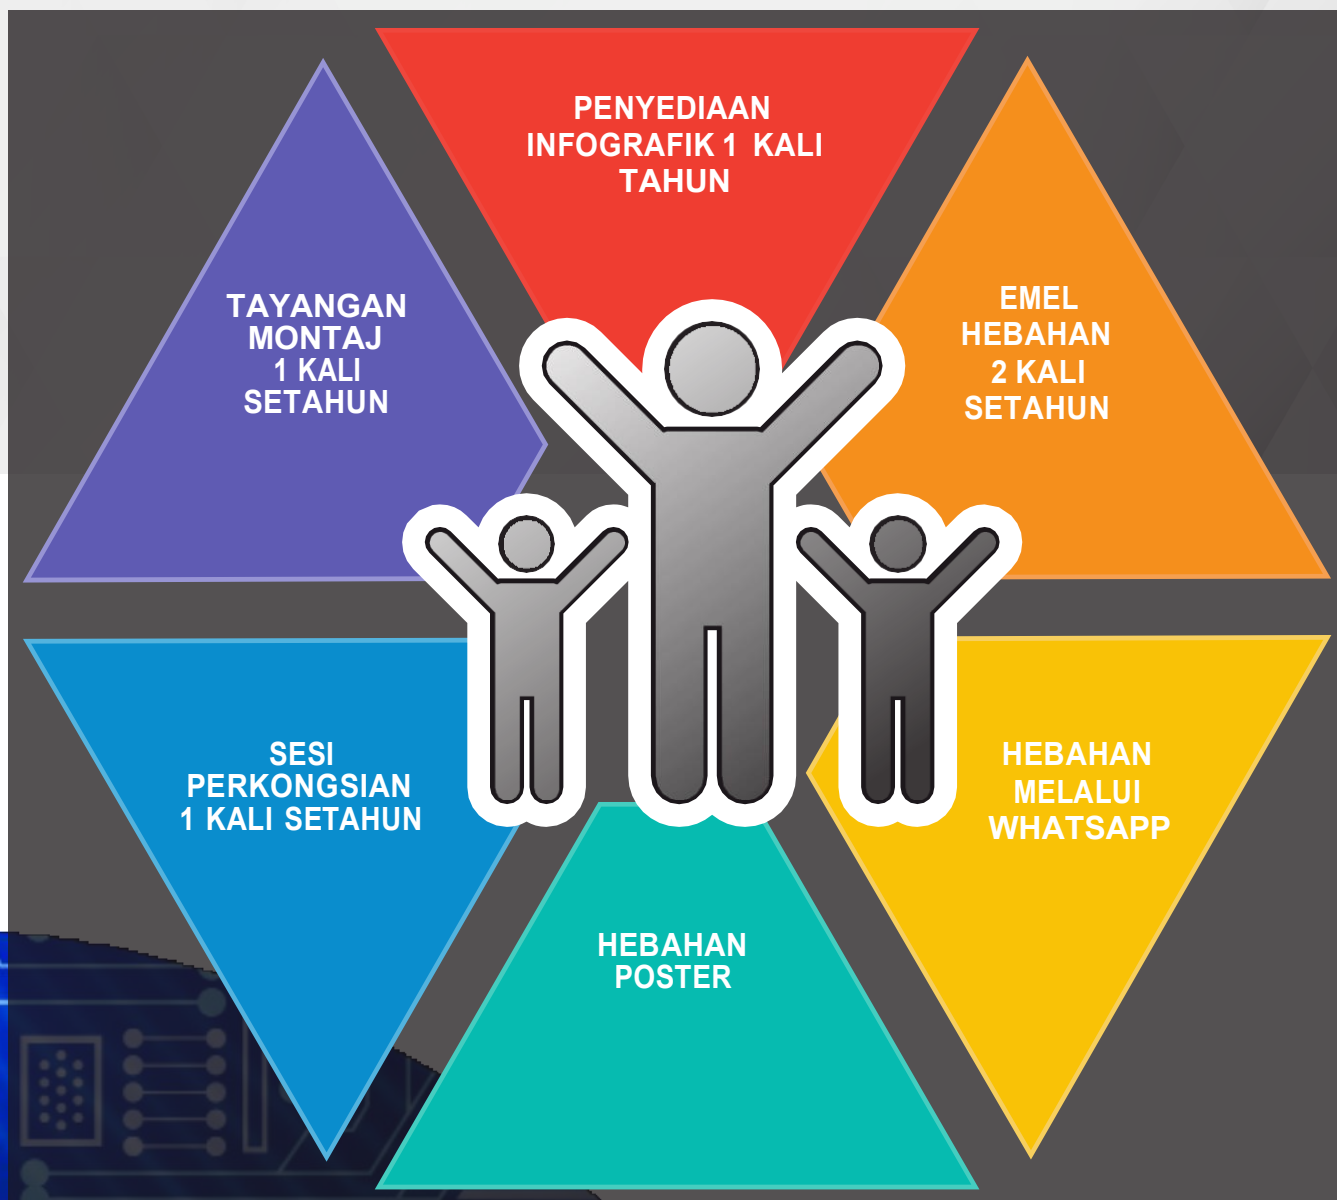 PENYEDIAAN
INFOGRAFIK 1 KALI
TAHUN
TAYANGAN
MONTAJ
1 KALI
SETAHUN
EMEL
HEBAHAN
2 KALI
SETAHUN
SESI
PERKONGSIAN
1 KALI SETAHUN
HEBAHAN
MELALUI
WHATSAPP
HEBAHAN
POSTER